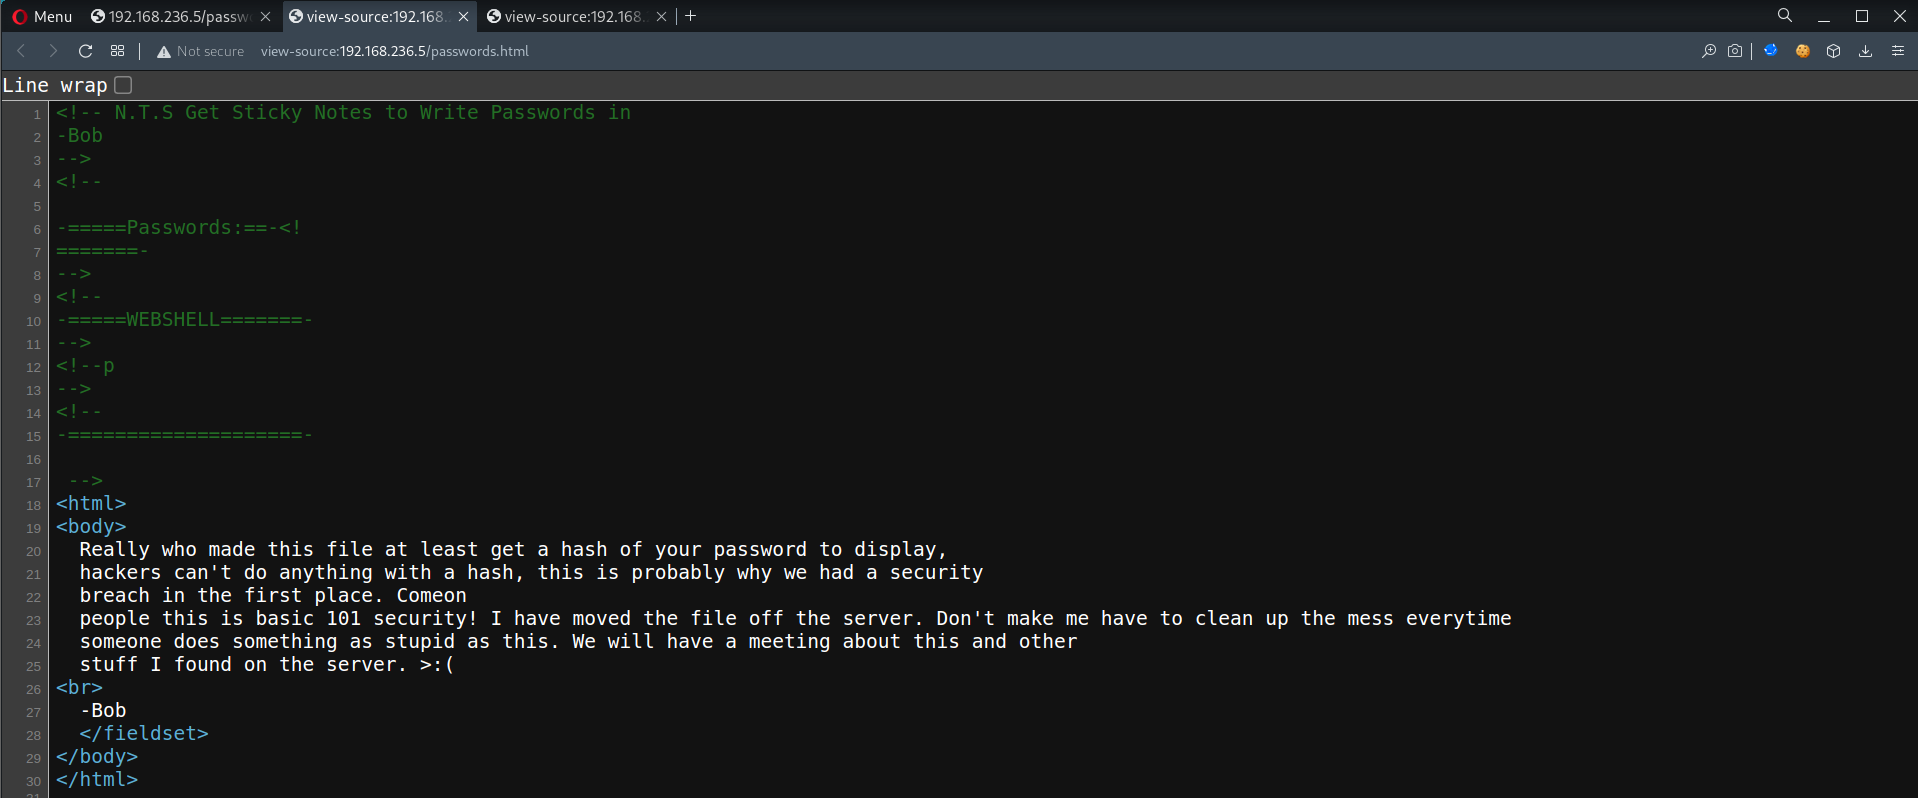 Menu 192.168.236.5/passw view-source:192.168. view-source:192.168.
Not secure view-source:192.168.236.5/passwords.html
Line wrap
1 <!-- N.T.S Get Sticky Notes to Write Passwords in
2 -Bob
3 -->
4 <!--
5
6 -=====Passwords:==-<!
7 =======-
8 -->
9 <!--
10 -=====WEBSHELL=======-
11 -->
12 <!--p
13 -->
14 <!--
15 -====================-
16
17 -->
18 <html>
19 <body>
20 Really who made this file at least get a hash of your password to display,
21 hackers can't do anything with a hash, this is probably why we had a security
22 breach in the first place. Comeon
23 people this is basic 101 security! I have moved the file off the server. Don't make me have to clean up the mess everytime
24 someone does something as stupid as this. We will have a meeting about this and other
25 stuff I found on the server. >:(
26 <br>
27 -Bob
28 </fieldset>
29 </body>
30 </html>